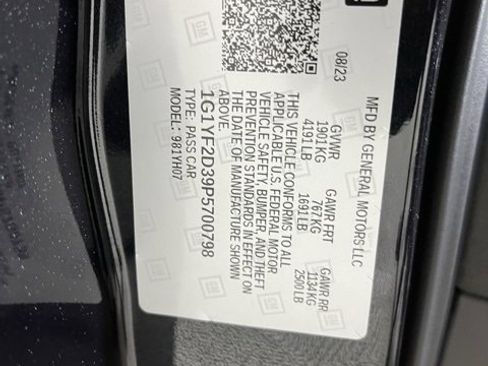 MFD BY GENERAL MOTORS LLC
08/23
GVWR
1901KG
4191LB
GAWR FRT
767KG
1691LB
GAWR RR
1134KG
2500LB
THIS VEHICLE CONFORMS TO ALL
APPLICABLE U.S. FEDERAL MOTOR
VEHICLE SAFETY, BUMPER, AND THEFT
PREVENTION STANDARDS IN EFFECT ON
THE DATE OF MANUFACTURE SHOWN
ABOVE.
1G1YF2D39P5700798
TYPE: PASS CAR
MODEL: 981YH07